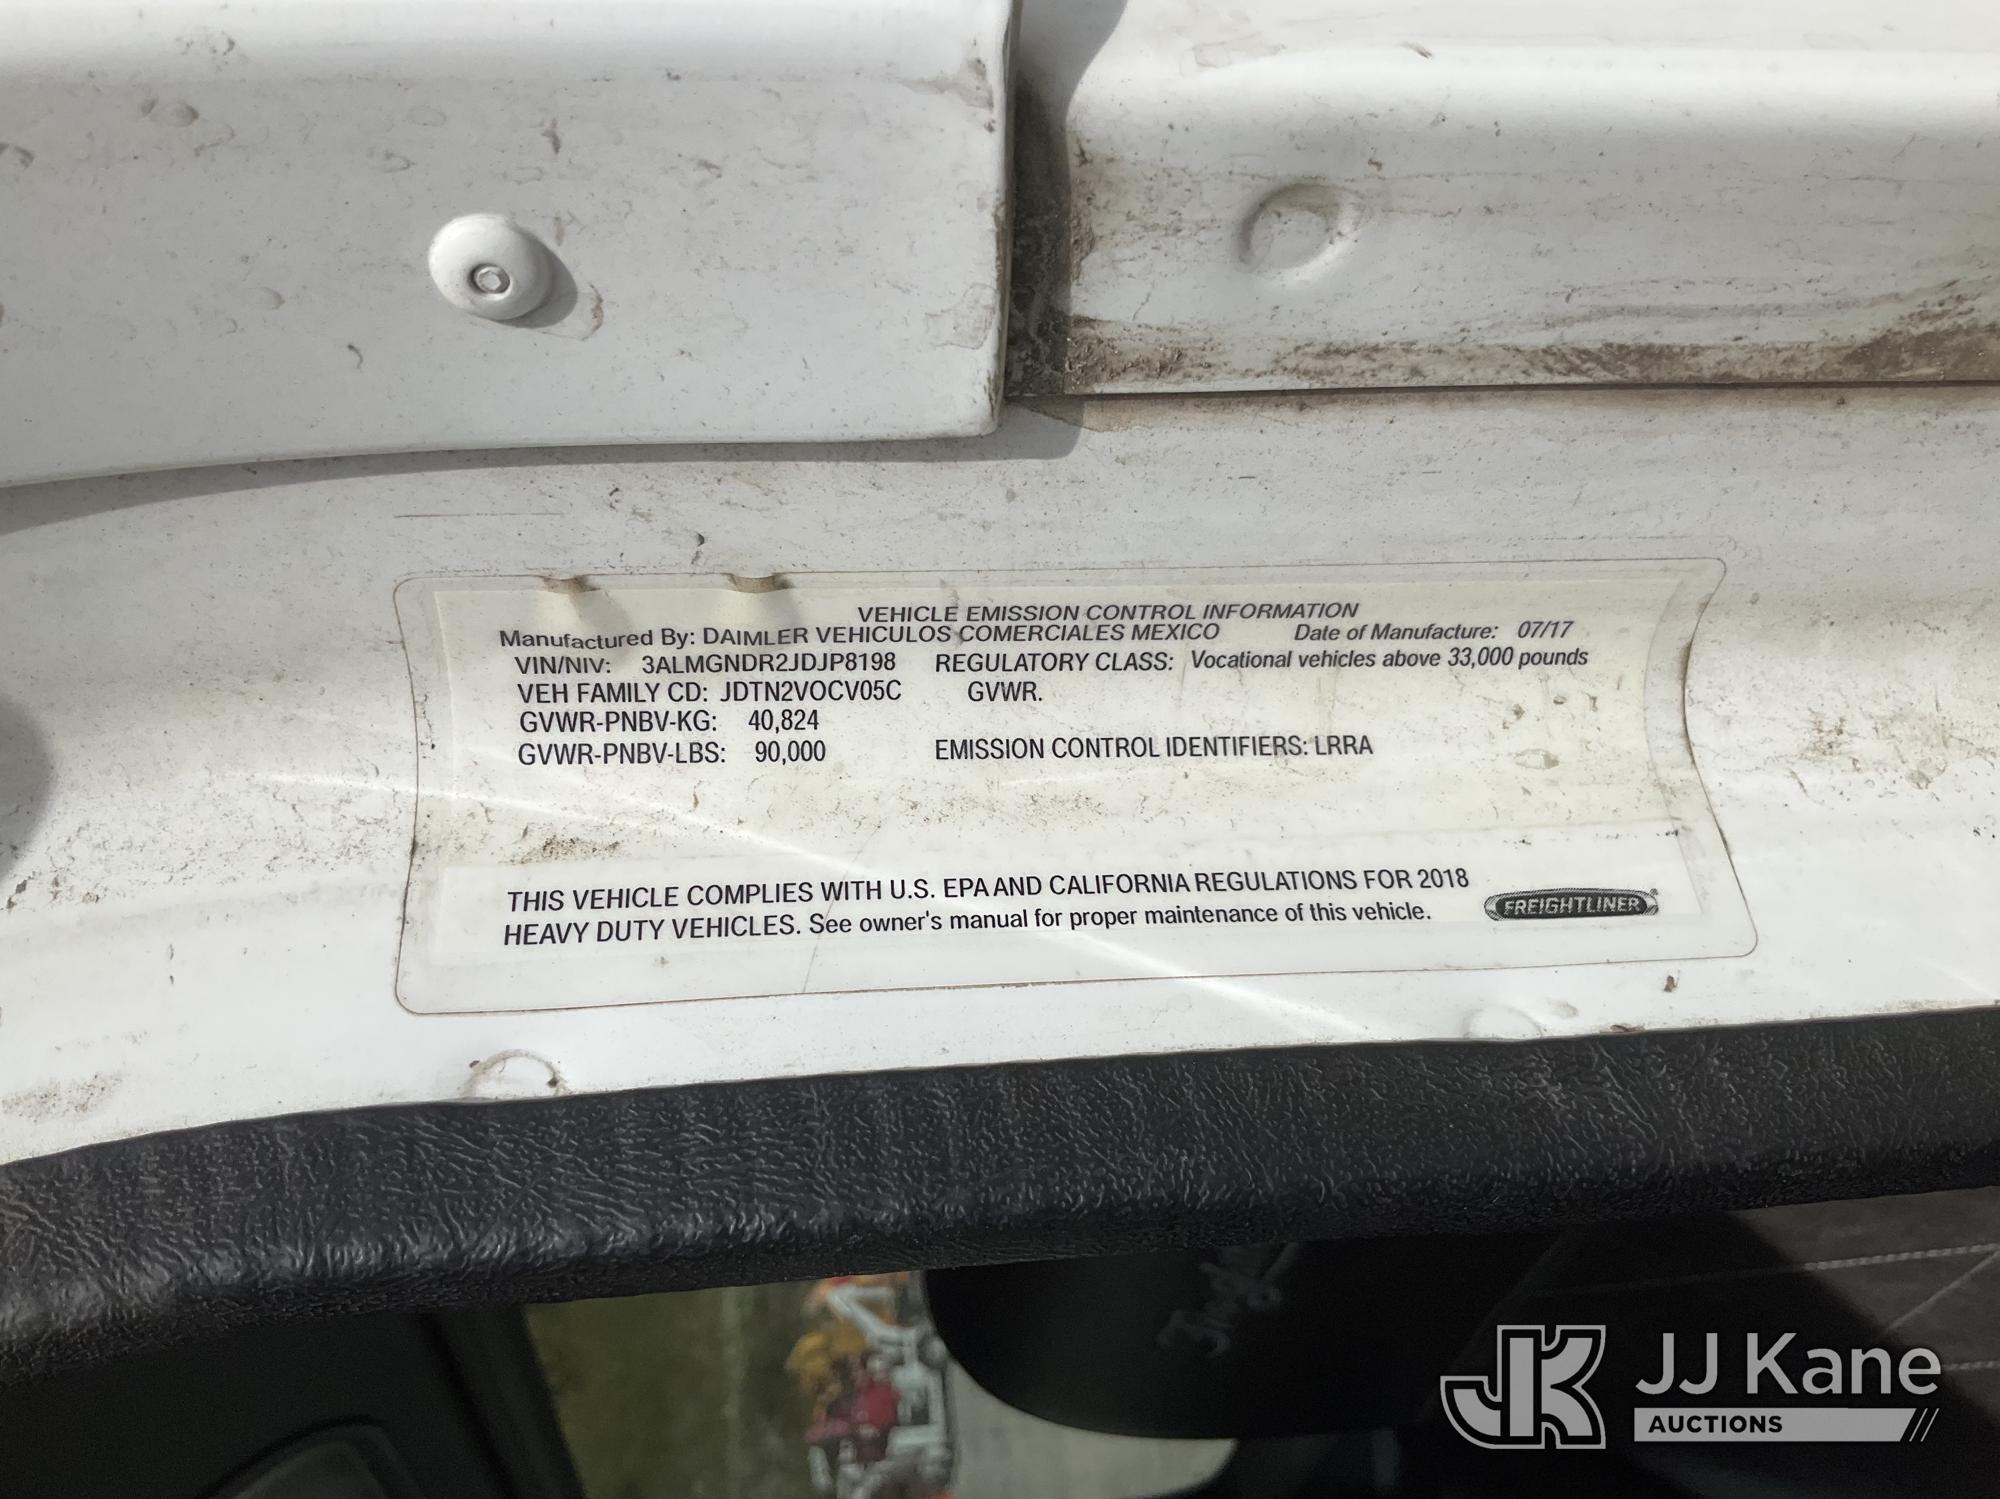 VEHICLE EMISSION CONTROL INFORMATION
Manufactured By: DAIMLER VEHICULOS COMERCIALES MEXICO Date of Manufacture: 07/17
VIN/NIV: 3ALMGNDR2JDJP8198 REGULATORY CLASS: Vocational vehicles above 33,000 pounds
VEH FAMILY CD: JDTN2VOCV05C GVWR.
GVWR-PNBV-KG: 40,824
GVWR-PNBV-LBS: 90,000 EMISSION CONTROL IDENTIFIERS: LRRA
THIS VEHICLE COMPLIES WITH U.S. EPA AND CALIFORNIA REGULATIONS FOR 2018
HEAVY DUTY VEHICLES. See owner's manual for proper maintenance of this vehicle.
FREIGHTLINER®
JK JJ Kane
AUCTIONS